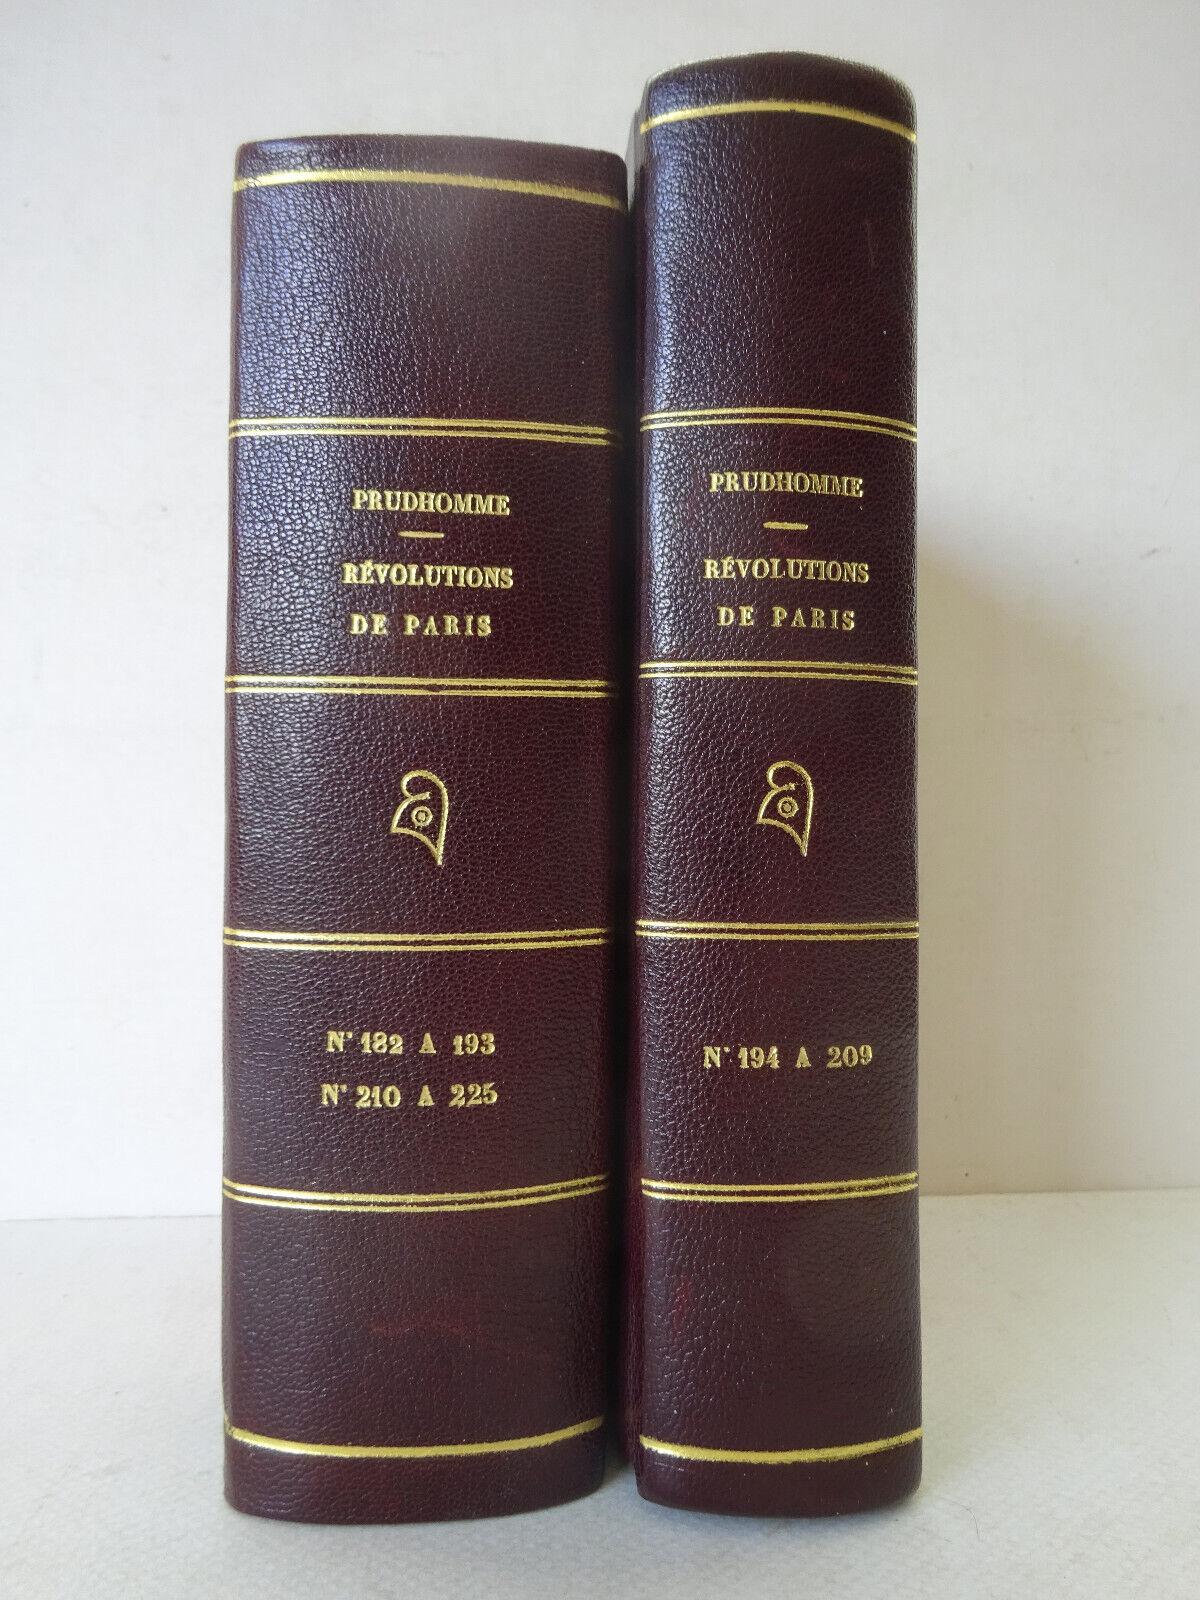 PRUDHOMME
RÉVOLUTIONS
DE PARIS
N° 182 A 193
N° 210 A 225
PRUDHOMME
RÉVOLUTIONS
DE PARIS
N° 194 A 209